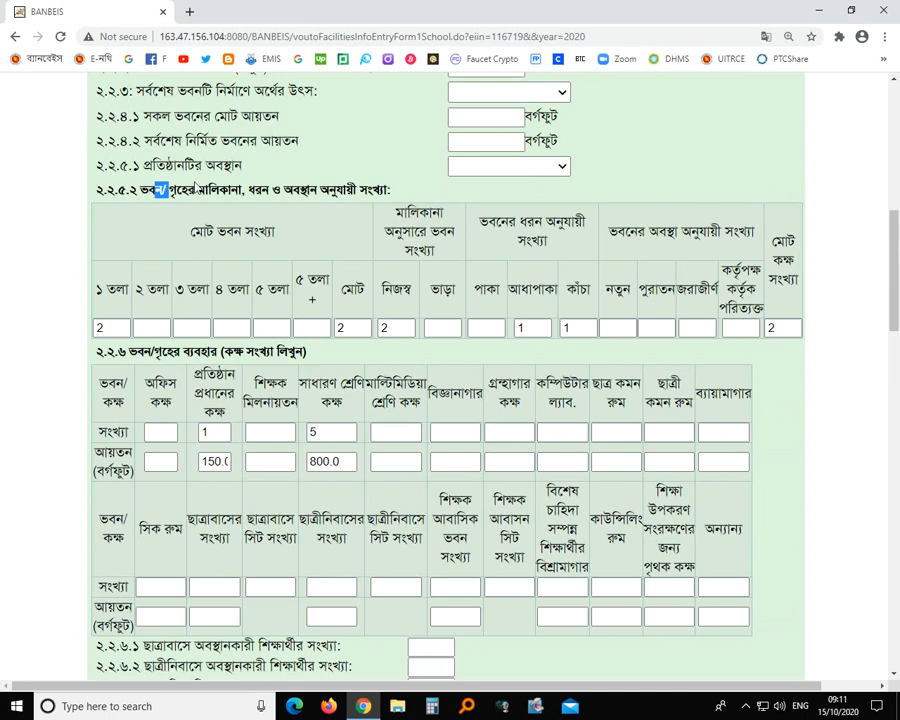 BANBEIS
Not secure
163.47.156.104:8080/BANBEIS/voutoFacilitiesInfoEntryForm1School.do?eiin=116719&&year=2020
ব্যানবেইস
ই-নথি
F
EMIS
G
FP
BTC
Faucet Crypto
Zoom
DHMS
UITRCE
PTCShare
২.২.৩: সর্বশেষ ভবনটি নির্মাণে অর্থের উৎস:
২.২.৪.১ সকল ভবনের মোট আয়তন
বর্গফুট
২.২.৪.২ সর্বশেষ নির্মিত ভবনের আয়তন
বর্গফুট
২.২.৫.১ প্রতিষ্ঠানটির অবস্থান
২.২.৫.২ ভবন/ গৃহের মালিকানা, ধরন ও অবস্থান অনুযায়ী সংখ্যা:
মোট ভবন সংখ্যা
মালিকানা অনুসারে ভবন সংখ্যা
ভবনের ধরন অনুযায়ী সংখ্যা
ভবনের অবস্থা অনুযায়ী সংখ্যা
মোট কক্ষ সংখ্যা
১ তলা ২ তলা ৩ তলা ৪ তলা ৫ তলা ৫ তলা + মোট নিজস্ব ভাড়া পাকা আধাপাকা কাঁচা নতুন পুরাতন জরাজীর্ণ কর্তৃপক্ষ কর্তৃক পরিত্যক্ত
2 2 2 1 1 2
২.২.৬ ভবন/গৃহের ব্যবহার (কক্ষ সংখ্যা লিখুন)
ভবন/কক্ষ অফিস কক্ষ প্রতিষ্ঠান প্রধানের কক্ষ শিক্ষক মিলনায়তন সাধারণ শ্রেণি কক্ষ মাল্টিমিডিয়া শ্রেণি কক্ষ বিজ্ঞানাগার গ্রন্থাগার কক্ষ কম্পিউটার ল্যাব. ছাত্র কমন রুম ছাত্রী কমন রুম ব্যায়ামাগার
সংখ্যা 1 5
আয়তন (বর্গফুট) 150.0 800.0
ভবন/কক্ষ সিক রুম ছাত্রাবাসের সংখ্যা ছাত্রাবাসে সিট সংখ্যা ছাত্রীনিবাসের সংখ্যা ছাত্রীনিবাসে সিট সংখ্যা শিক্ষক আবাসিক ভবন সংখ্যা শিক্ষক আবাসন সিট সংখ্যা বিশেষ চাহিদা সম্পন্ন শিক্ষার্থীর বিশ্রামাগার কাউন্সিলিং রুম শিক্ষা উপকরণ সংরক্ষণের জন্য পৃথক কক্ষ অন্যান্য
সংখ্যা
আয়তন (বর্গফুট)
২.২.৬.১ ছাত্রাবাসে অবস্থানকারী শিক্ষার্থীর সংখ্যা:
২.২.৬.২ ছাত্রীনিবাসে অবস্থানকারী শিক্ষার্থীর সংখ্যা:
Type here to search
ENG
09:11
15/10/2020